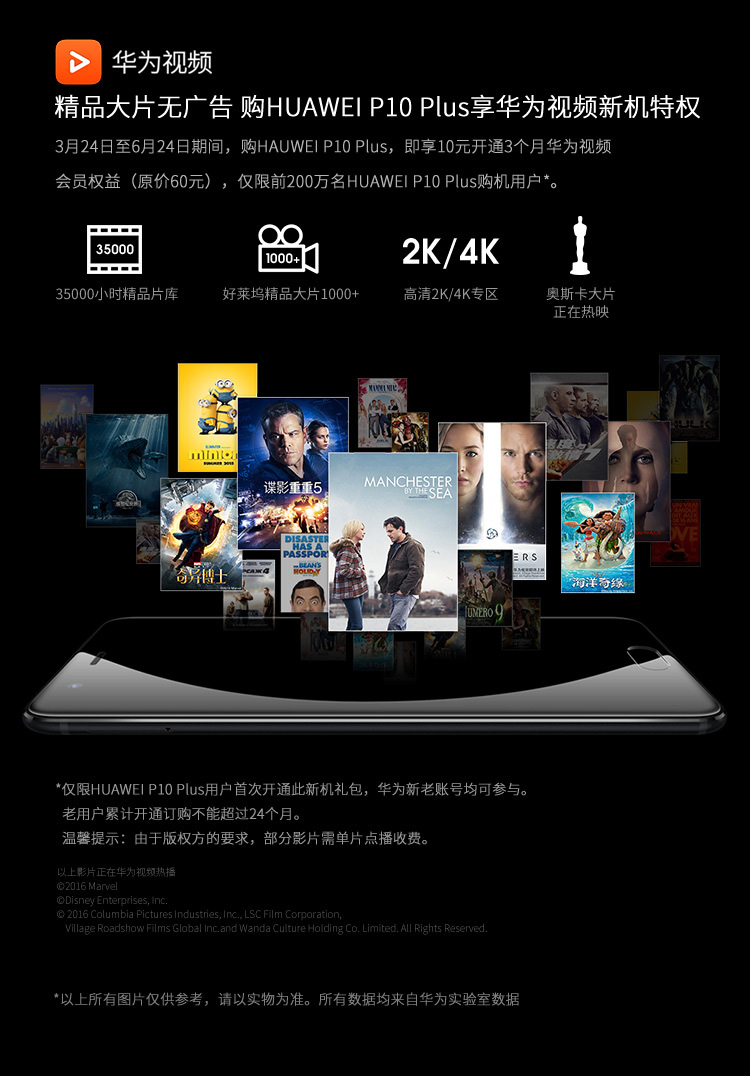 华为视频
精品大片无广告 购HUAWEI P10 Plus享华为视频新机特权
3月24日至6月24日期间，购HAUWEI P10 Plus，即享10元开通3个月华为视频
会员权益（原价60元），仅限前200万名HUAWEI P10 Plus购机用户*。
35000
1000+
2K/4K
35000小时精品片库
好莱坞精品大片1000+
高清2K/4K专区
奥斯卡大片
正在热映
MAMMA MIA!
minions
SUMMER 2015
谍影重重5
MANCHESTER
BY THE SEA
奇异博士
DISASTER
HAS A
PASSPORT
MR. BEAN'S
HOLIDAY
ERS
NUMERO 9
海洋奇缘
*仅限HUAWEI P10 Plus用户首次开通此新机礼包，华为新老账号均可参与。
老用户累计开通订购不能超过24个月。
温馨提示：由于版权方的要求，部分影片需单片点播收费。
以上影片正在华为视频热播
©2016 Marvel
©Disney Enterprises, Inc.
© 2016 Columbia Pictures Industries, Inc., LSC Film Corporation,
Village Roadshow Films Global Inc.and Wanda Culture Holding Co. Limited. All Rights Reserved.
*以上所有图片仅供参考，请以实物为准。所有数据均来自华为实验室数据